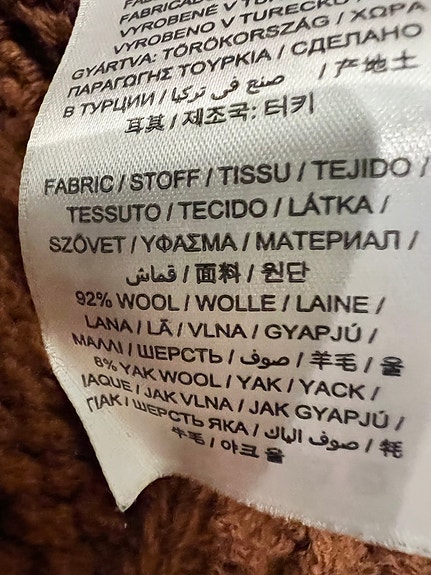 FABRICAD
VYROBENÉ V T
VYROBENO V TURECKU
GYÁRTVA: TÖRÖKORSZÁG / ΧΩΡΑ
ΠΑΡΑΓΩΓΗΣ ΤΟΥΡΚΙΑ / СДЕЛАНО
В ТУРЦИИ / صنع في تركيا / 产地土
耳其 / 제조국: 터키
FABRIC / STOFF / TISSU / TEJIDO /
TESSUTO / TECIDO / LÁTKA /
SZÖVET / ΥΦΑΣΜΑ / МАТЕРИАЛ /
قماش / 面料 / 원단
92% WOOL / WOLLE / LAINE /
LANA / LÃ / VLNA / GYAPJÚ /
ΜΑΛΛΙ / ШЕРСТЬ / صوف / 羊毛 / 울
8% YAK WOOL / YAK / YACK /
IAQUE / JAK VLNA / JAK GYAPJÚ /
ΓΙΑΚ / ШЕРСТЬ ЯКА / صوف الياك / 牦
牛毛 / 야크 울